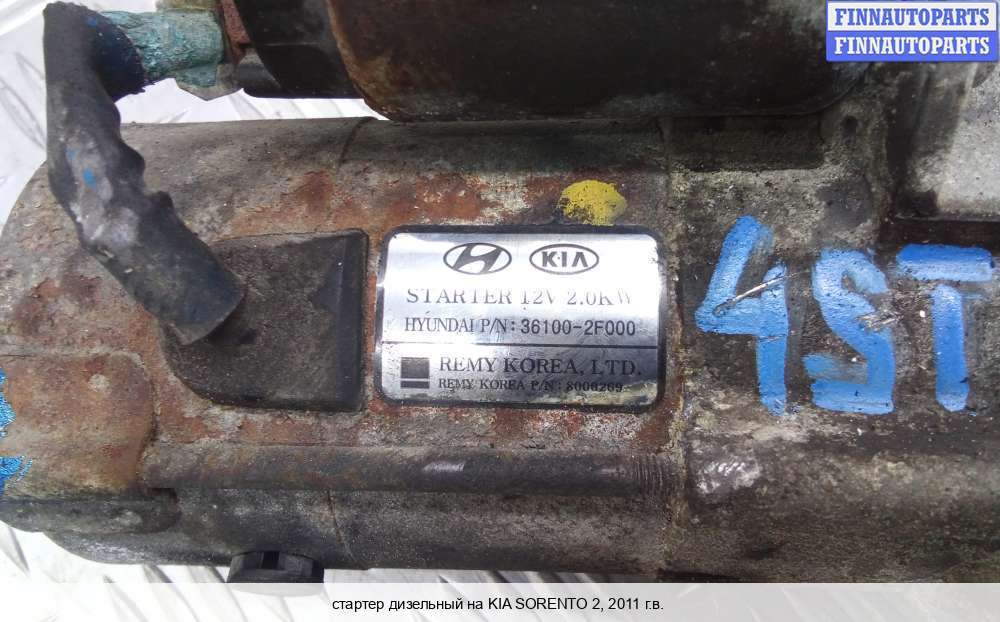 FINNAUTOPARTS
FINNAUTOPARTS
KIA
STARTER 12V 2.0KW
HYUNDAI P/N: 36100-2F000
REMY KOREA, LTD.
REMY KOREA P/N: 8000269
4ST
стартер дизельный на KIA SORENTO 2, 2011 г.в.